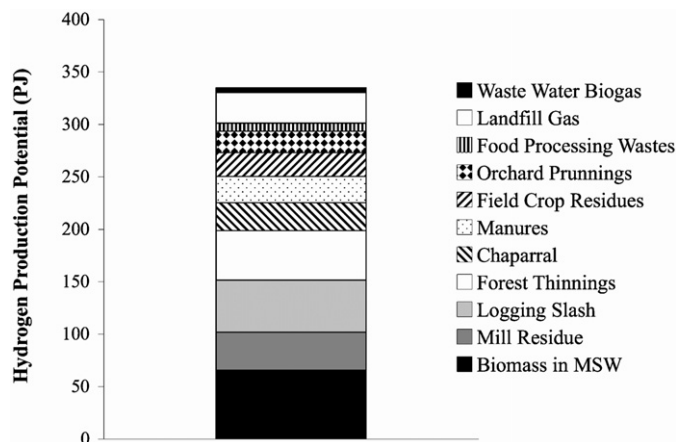 Hydrogen Production Potential (PJ)
400
350
300
250
200
150
100
50
0
Waste Water Biogas
Landfill Gas
Food Processing Wastes
Orchard Prunnings
Field Crop Residues
Manures
Chaparral
Forest Thinnings
Logging Slash
Mill Residue
Biomass in MSW